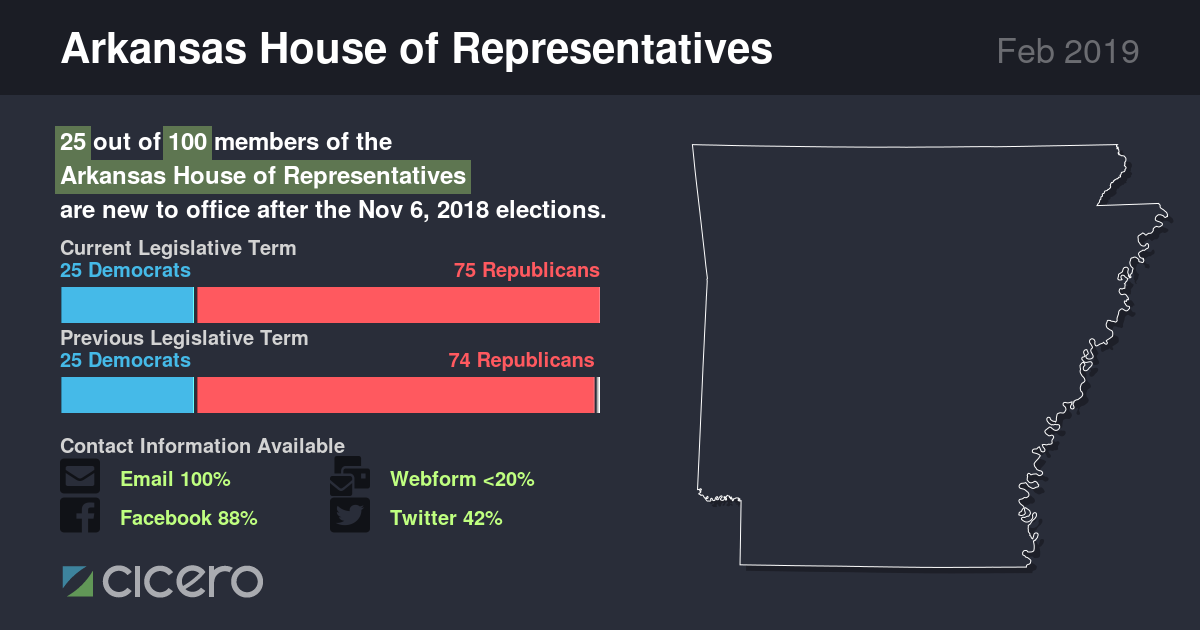 Arkansas House of Representatives
Feb 2019
25 out of 100 members of the
Arkansas House of Representatives
are new to office after the Nov 6, 2018 elections.
Current Legislative Term
25 Democrats 75 Republicans
Previous Legislative Term
25 Democrats 74 Republicans
Contact Information Available
Email 100% Webform <20%
Facebook 88% Twitter 42%
cicero